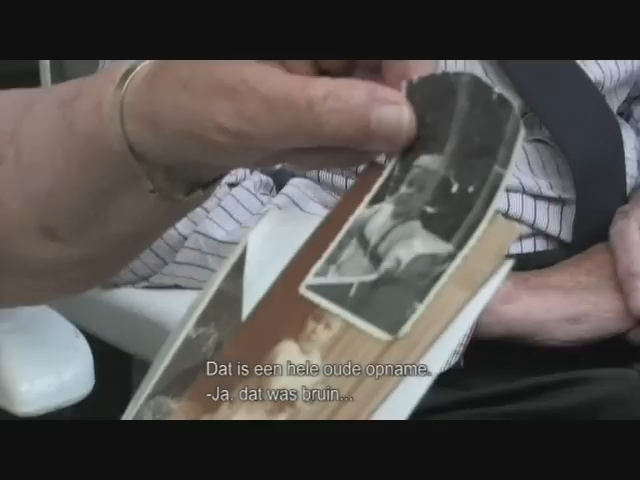 Dat is een hele oude opname.
-Ja, dat was bruin...